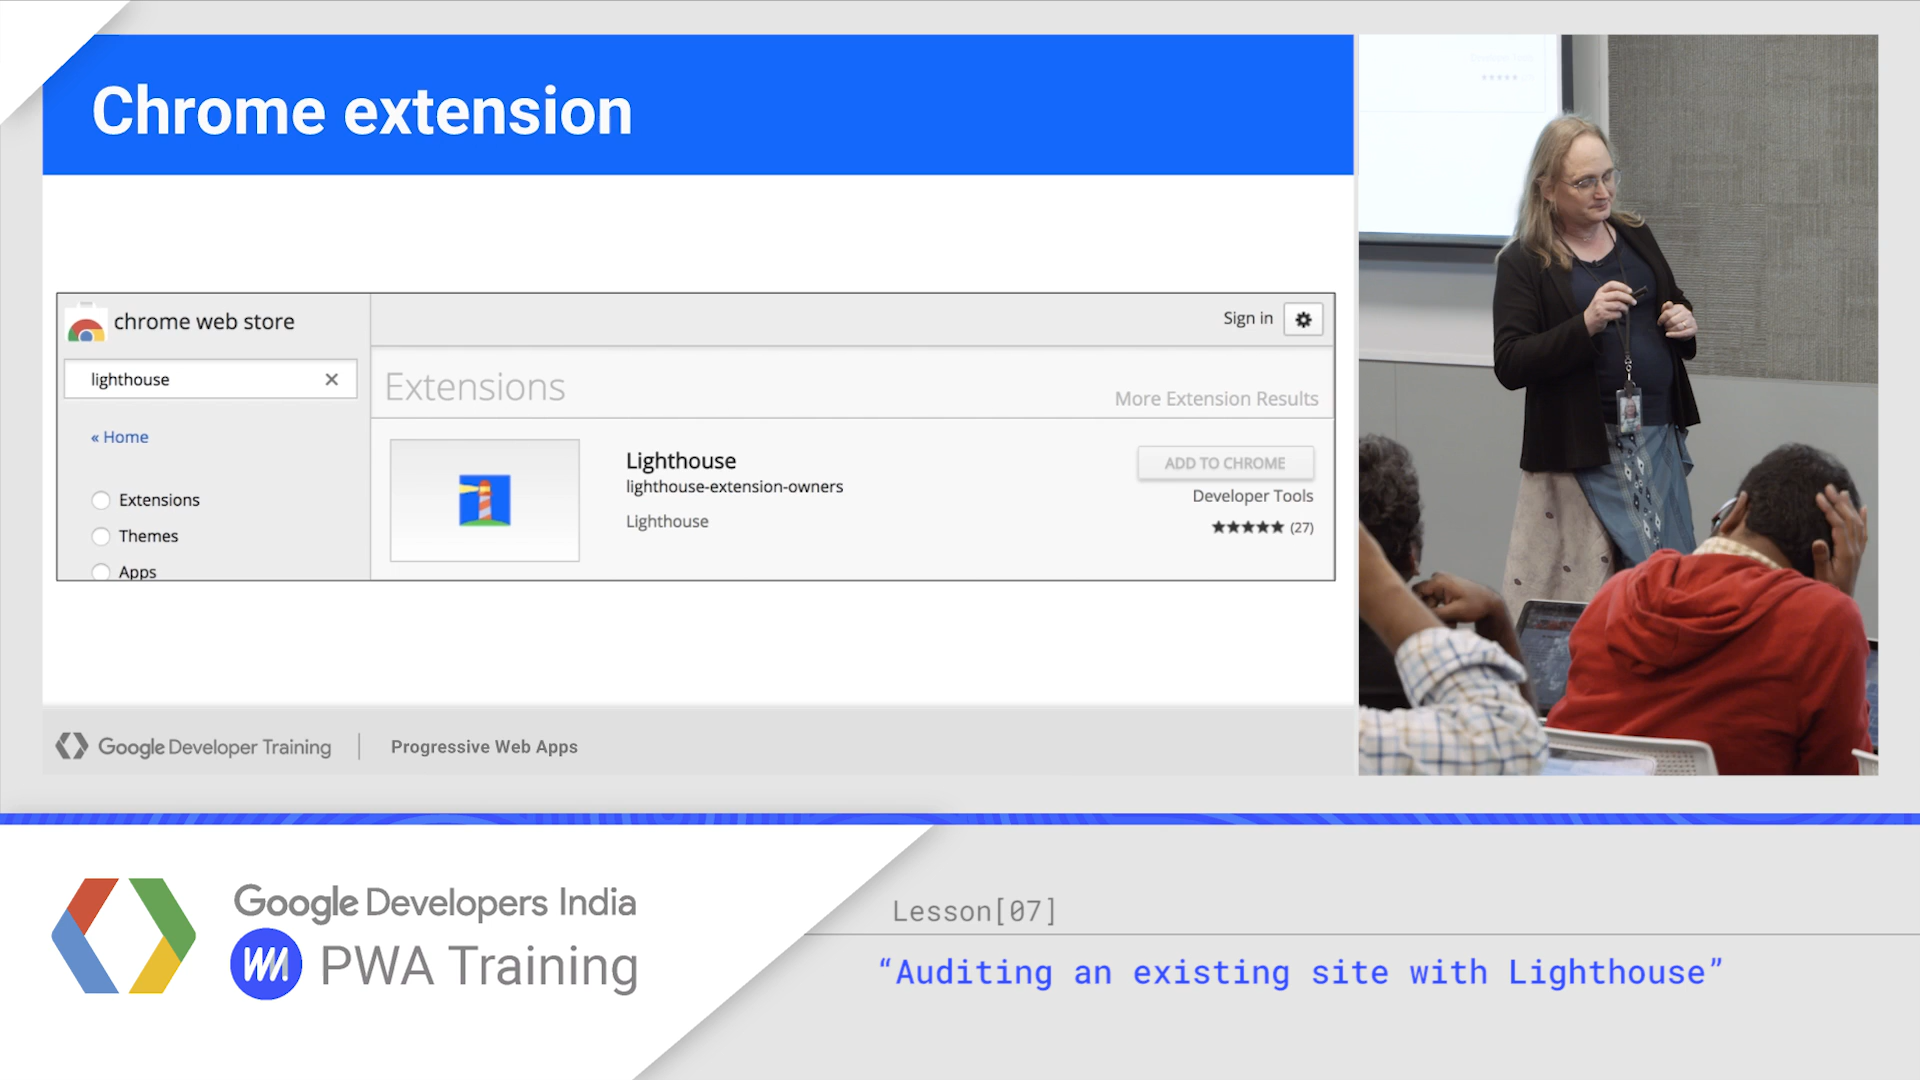 Chrome extension
chrome web store
Sign in
lighthouse
Extensions
More Extension Results
« Home
Lighthouse
ADD TO CHROME
lighthouse-extension-owners
Developer Tools
Extensions
Lighthouse
(27)
Themes
Apps
Google Developer Training
Progressive Web Apps
Google Developers India
PWA Training
Lesson[07]
“Auditing an existing site with Lighthouse”